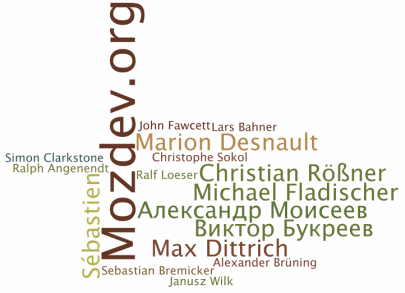 Mozdev.org
John Fawcett
Lars Bahner
Marion Desnault
Simon Clarkstone
Christophe Sokol
Ralph Angenendt
Ralf Loeser
Christian Rößner
Sébastien
Michael Fladischer
Александр Моисеев
Виктор Букреев
Max Dittrich
Alexander Brüning
Sebastian Bremicker
Janusz Wilk